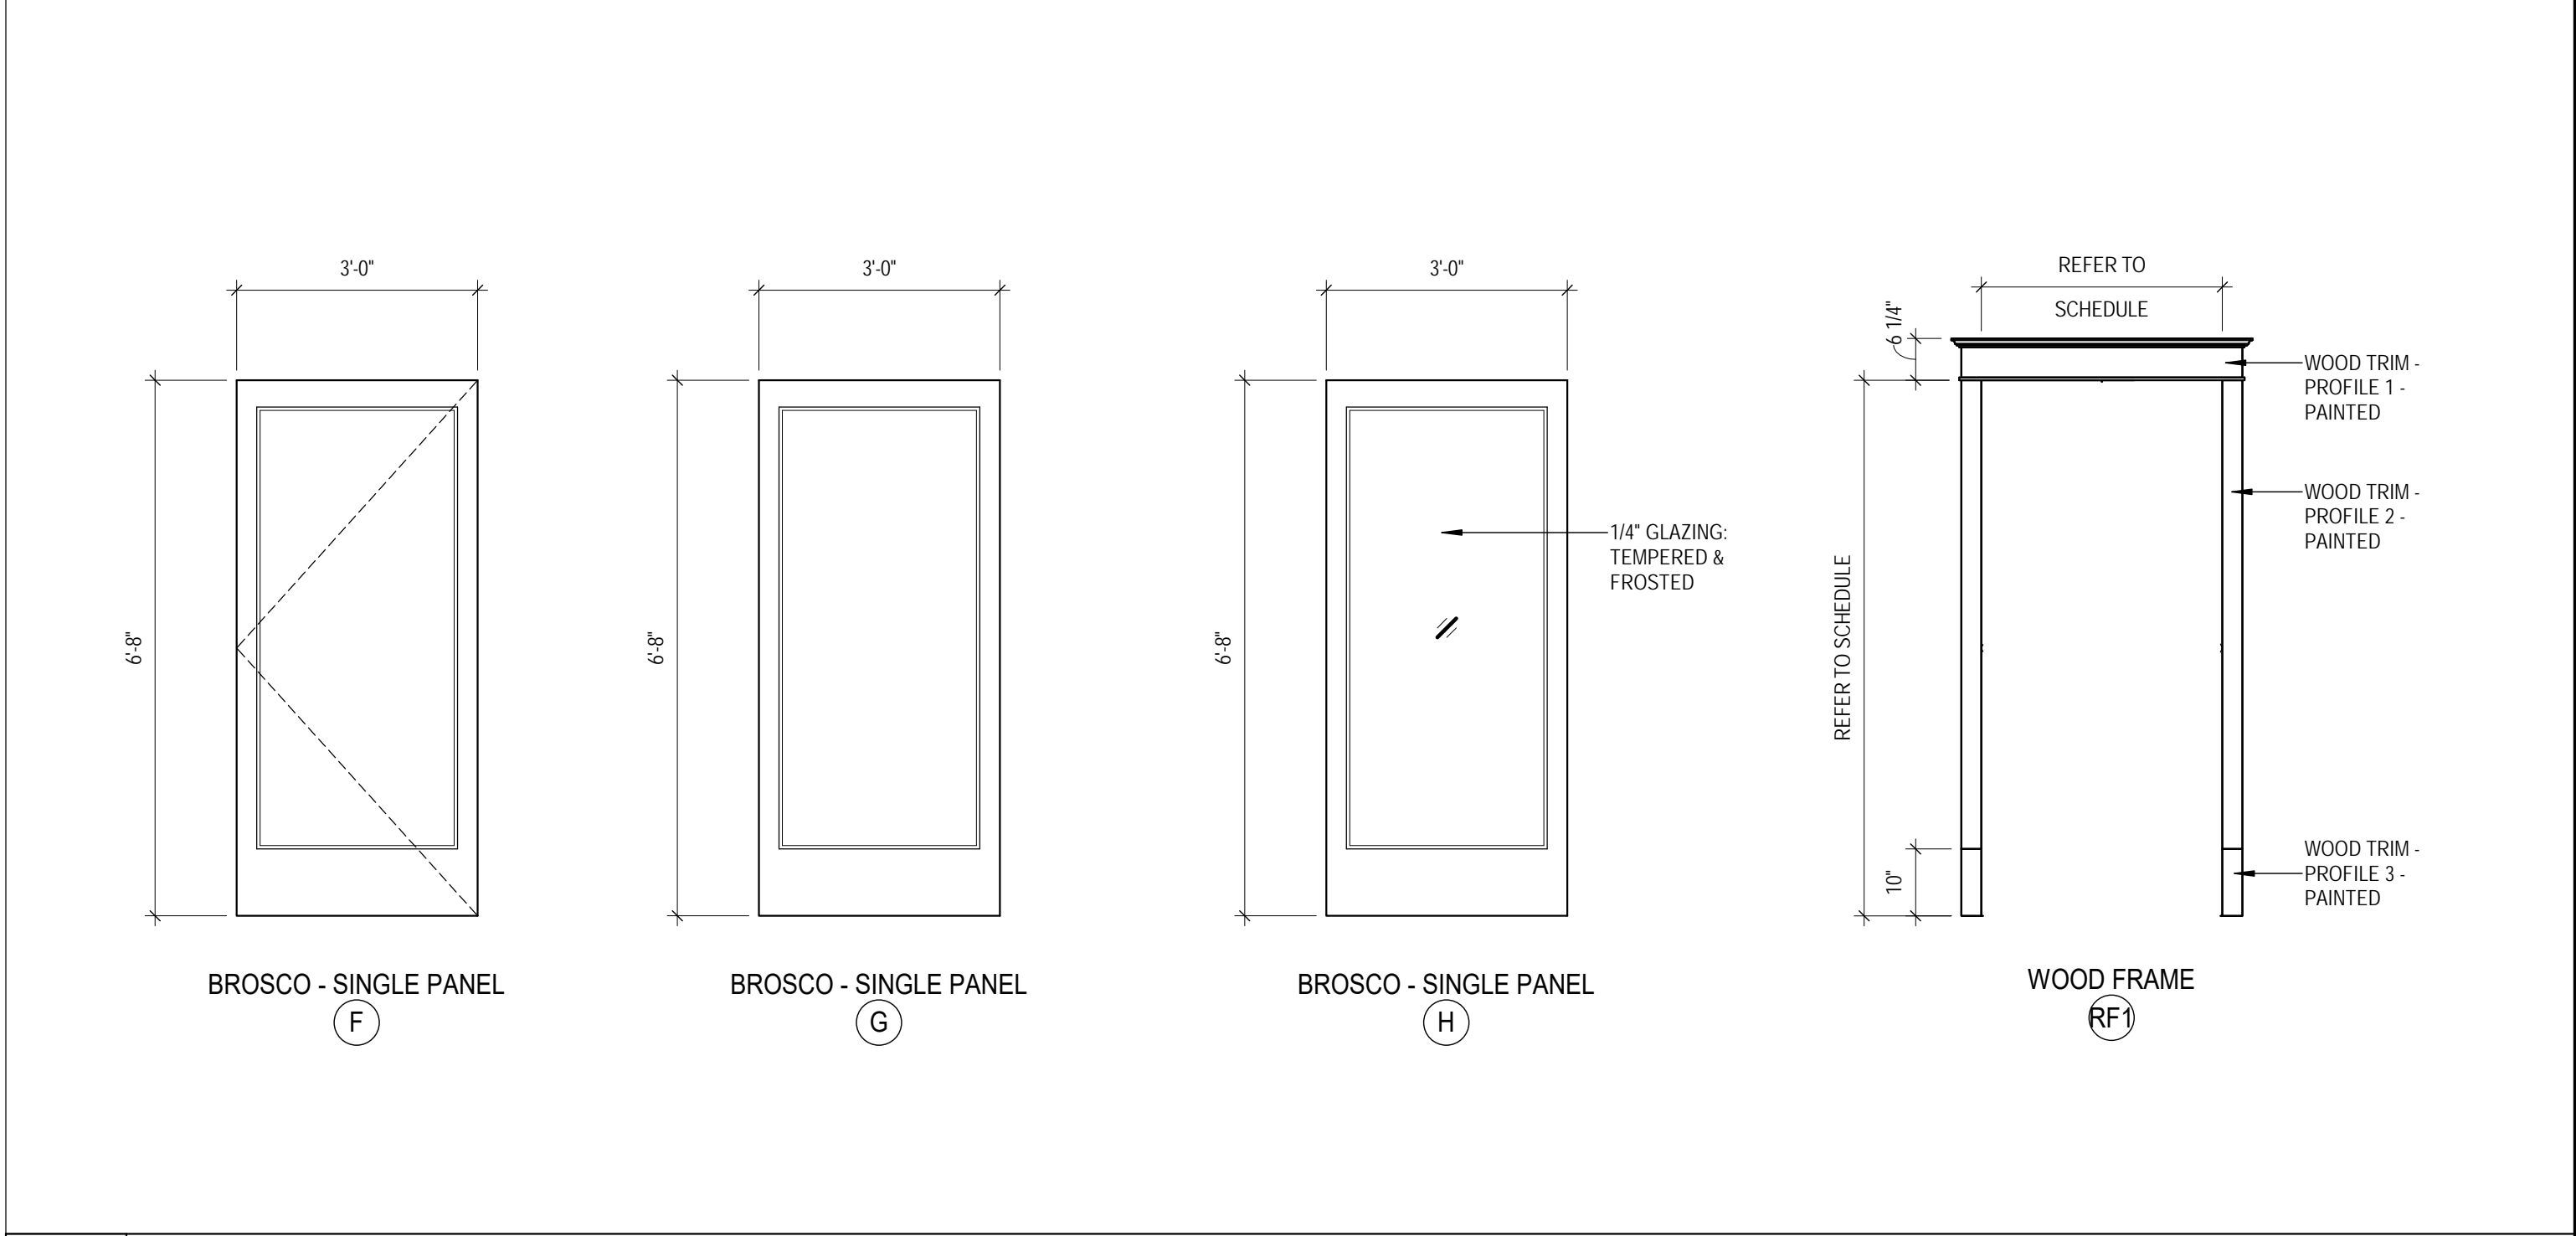 3'-0"
6'-8"
BROSCO - SINGLE PANEL
F
3'-0"
6'-8"
BROSCO - SINGLE PANEL
G
3'-0"
6'-8"
1/4" GLAZING:
TEMPERED &
FROSTED
BROSCO - SINGLE PANEL
H
REFER TO
SCHEDULE
6 1/4"
REFER TO SCHEDULE
10"
WOOD TRIM -
PROFILE 1 -
PAINTED
WOOD TRIM -
PROFILE 2 -
PAINTED
WOOD TRIM -
PROFILE 3 -
PAINTED
WOOD FRAME
RF1